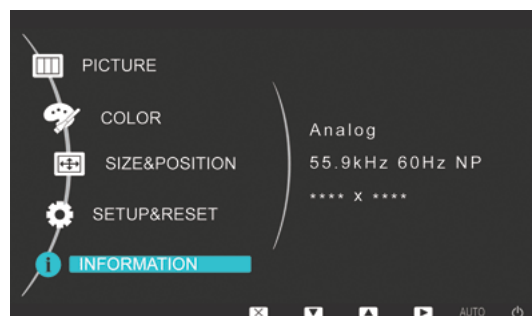 PICTURE
COLOR
SIZE&POSITION
SETUP&RESET
INFORMATION
Analog
55.9kHz 60Hz NP
**** x ****
AUTO